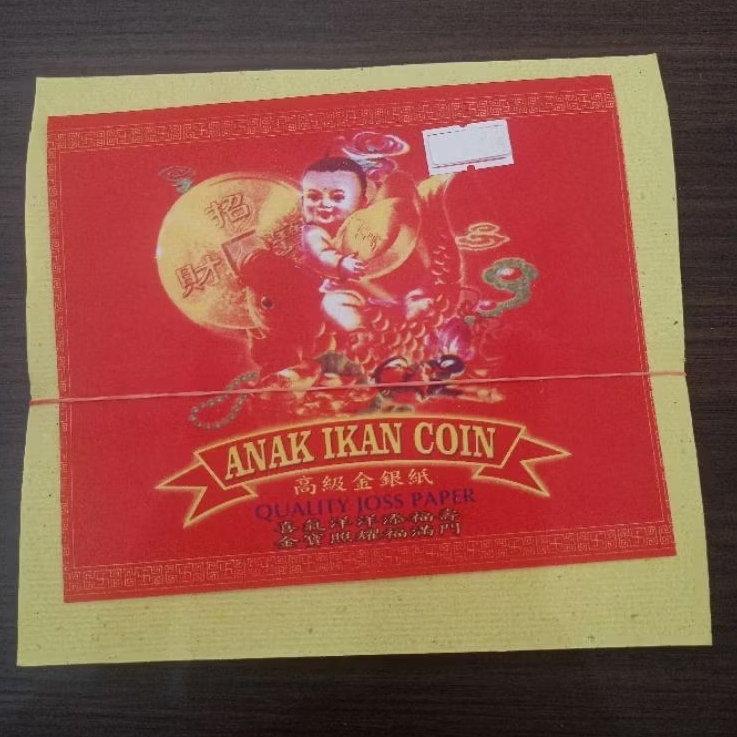 招
財
ANAK IKAN COIN
高級金銀紙
QUALITY JOSS PAPER
喜氣洋洋添福壽
金寶照耀福滿門